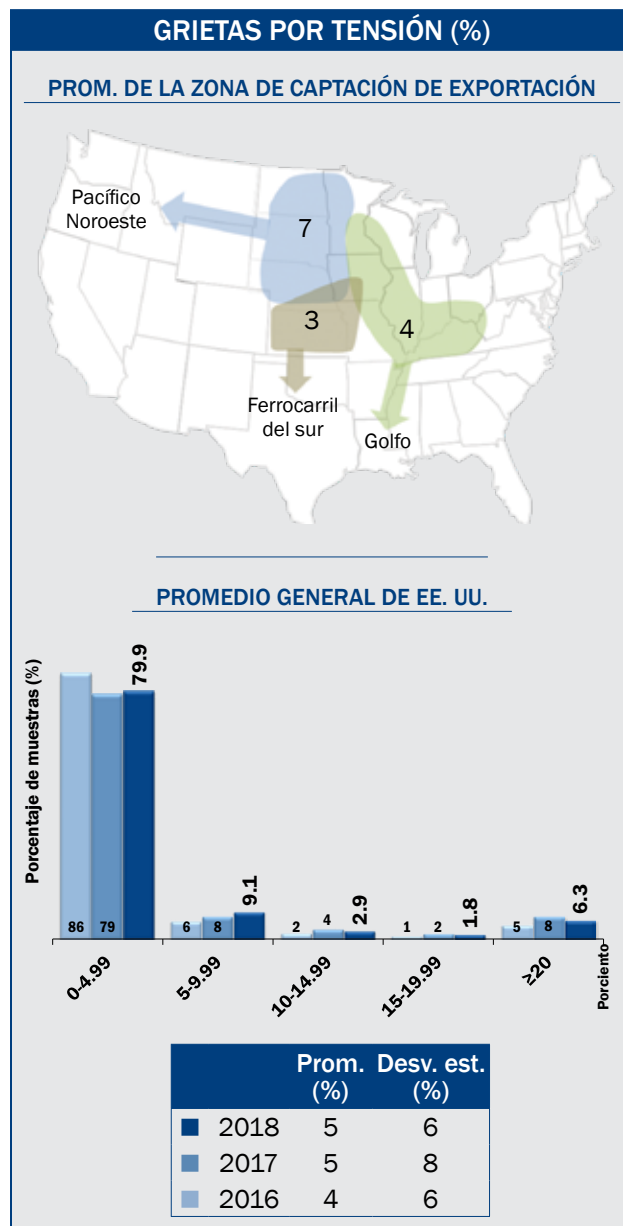 GRIETAS POR TENSIÓN (%)
PROM. DE LA ZONA DE CAPTACIÓN DE EXPORTACIÓN
Pacífico
Noroeste
7
3
4
Ferrocarril
del sur
Golfo
PROMEDIO GENERAL DE EE. UU.
Porcentaje de muestras (%)
86 79 79.9
6 8 9.1
2 4 2.9
1 2 1.8
5 8 6.3
0-4.99 5-9.99 10-14.99 15-19.99 ≥20
Porciento
Prom. Desv. est.
(%) (%)
2018 5 6
2017 5 8
2016 4 6